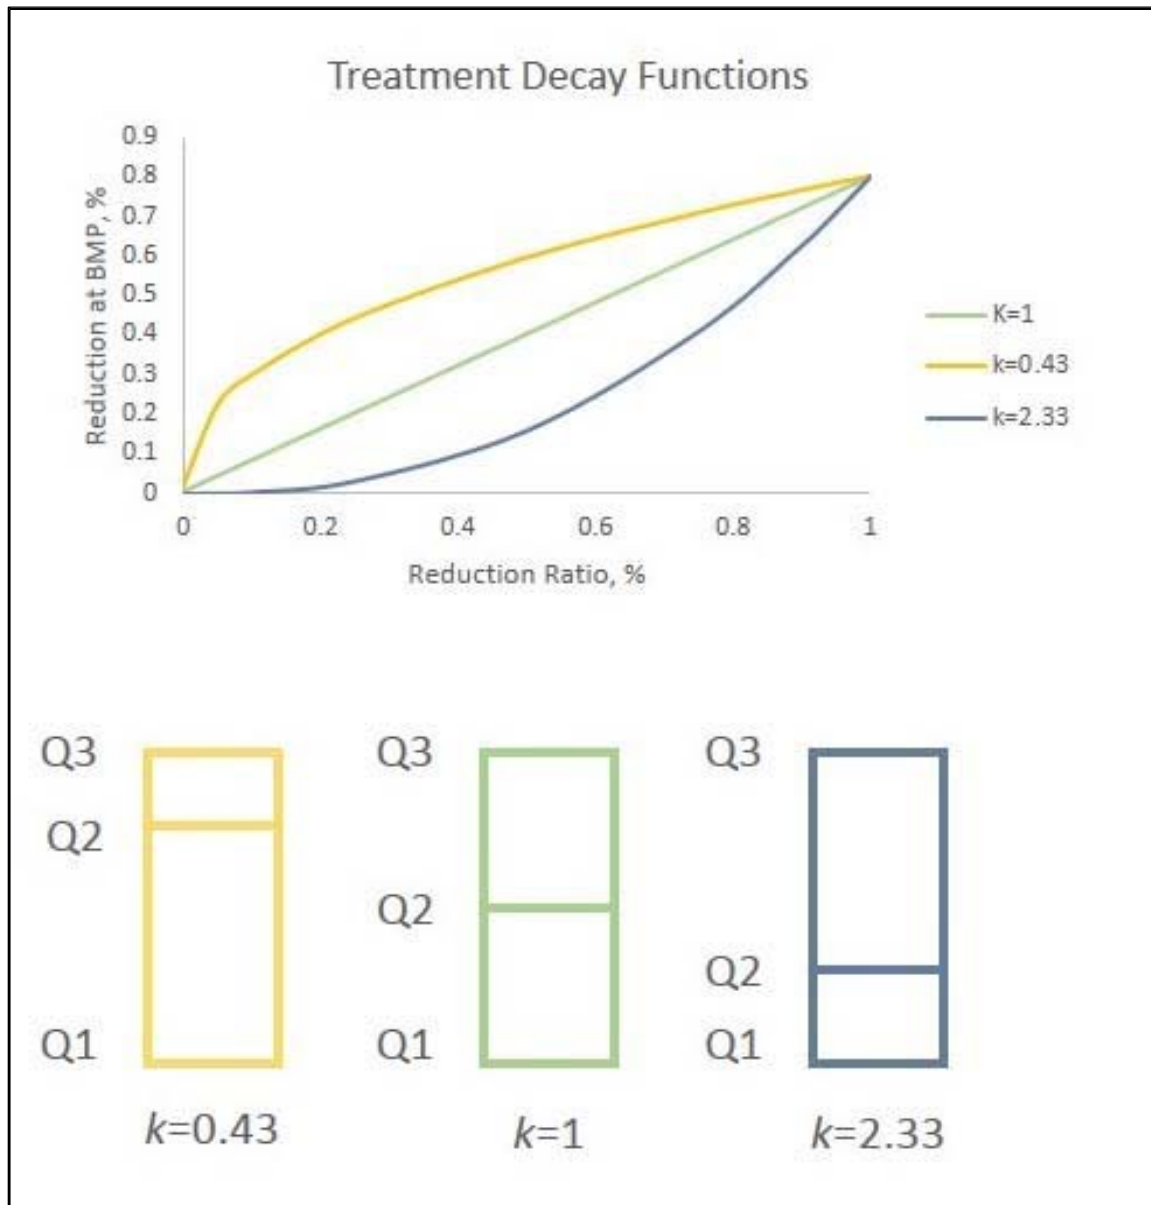 Treatment Decay Functions
Reduction at BMP, %
0.9
0.8
0.7
0.6
0.5
0.4
0.3
0.2
0.1
0
0 0.2 0.4 0.6 0.8 1
Reduction Ratio, %
K=1
k=0.43
k=2.33
Q3 Q3 Q3
Q2
Q2
Q2
Q1 Q1 Q1
k=0.43 k=1 k=2.33